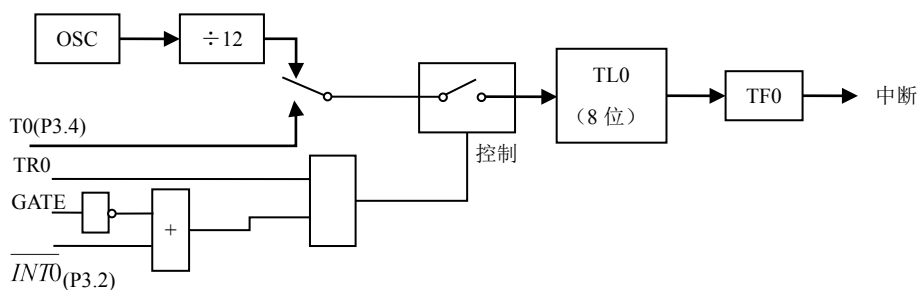 OSC
÷12
T0(P3.4)
TR0
GATE
+
INT0(P3.2)
控制
TL0
（8 位）
TF0
中断